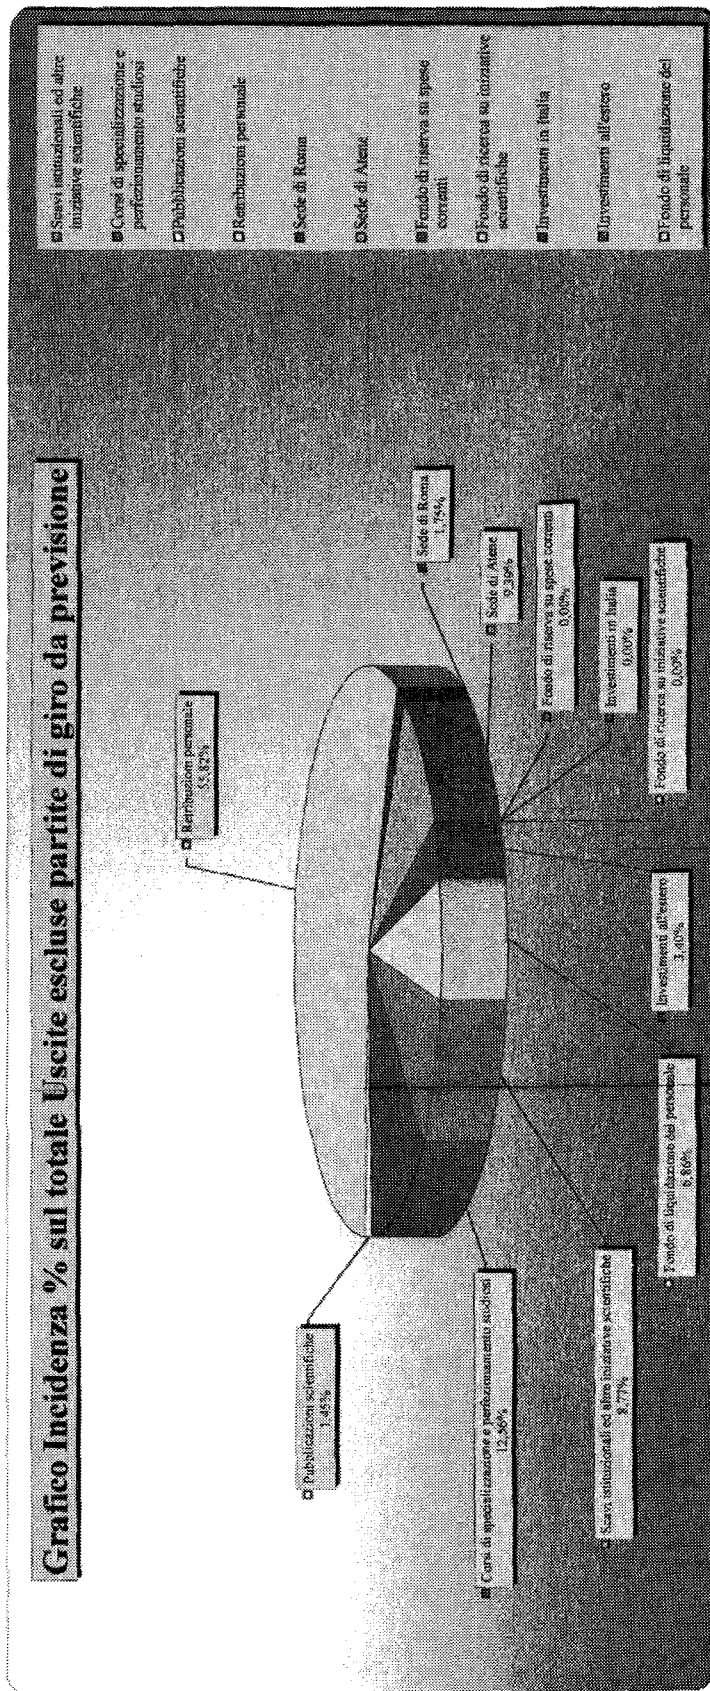 Grafico Incidenza % sul totale Uscite escluse partite di giro da previsione
Retribuzioni personale
55,82%
Pubblicazioni scientifiche
1,45%
Sede di Roma
1,75%
Corsi di specializzazione e perfezionamento studiosi
12,56%
Sede di Atene
9,39%
Fondo di riserva su spese correnti
0,00%
Scavi istituzionali ed altre iniziative scientifiche
8,77%
Investimenti in Italia
0,00%
Fondo di liquidazione del personale
6,86%
Investimenti all'estero
3,40%
Fondo di ricerca su iniziative scientifiche
0,00%
Scavi istituzionali ed altre
iniziative scientifiche
Corsi di specializzazione e
perfezionamento studiosi
Pubblicazioni scientifiche
Retribuzioni personale
Sede di Roma
Sede di Atene
Fondo di riserva su spese
correnti
Fondo di ricerca su iniziative
scientifiche
Investimenti in Italia
Investimenti all'estero
Fondo di liquidazione del
personale